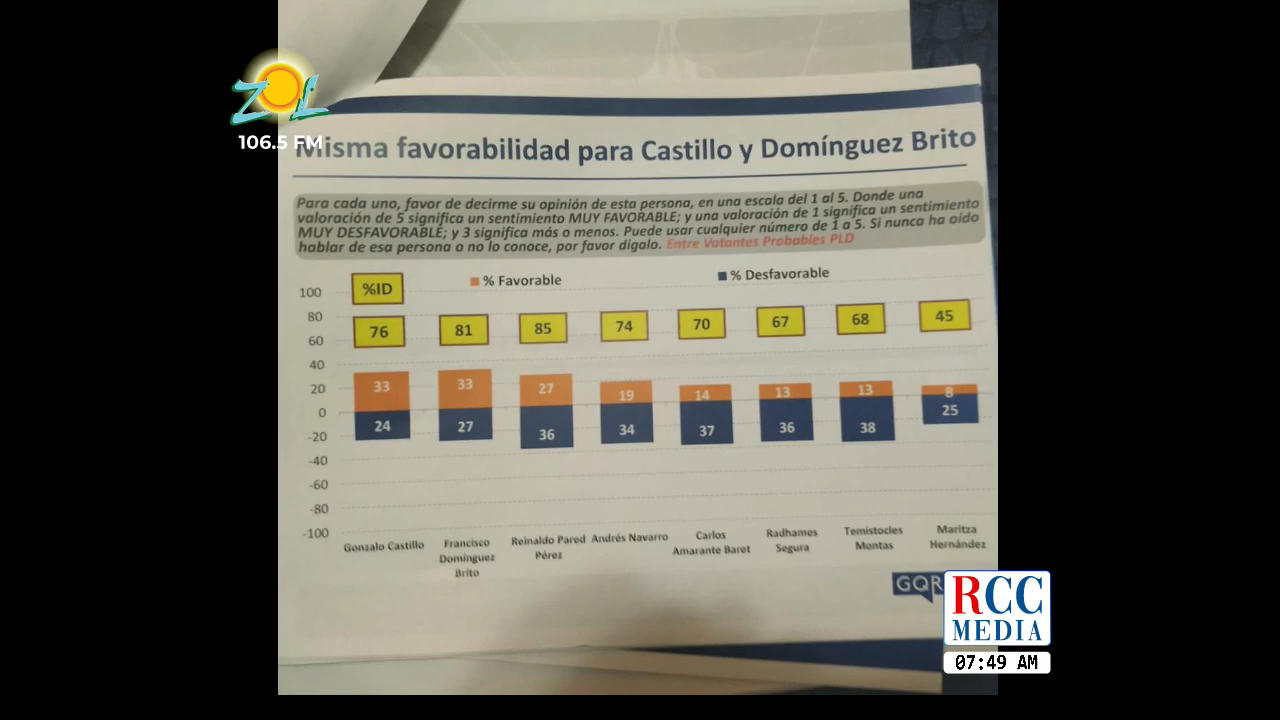 ZOL
106.5 FM
Misma favorabilidad para Castillo y Domínguez Brito
Para cada uno, favor de decirme su opinión de esta persona, en una escala del 1 al 5. Donde una
valoración de 5 significa un sentimiento MUY FAVORABLE; y una valoración de 1 significa un sentimiento
MUY DESFAVORABLE; y 3 significa más o menos. Puede usar cualquier número de 1 a 5. Si nunca ha oído
hablar de esa persona o no lo conoce, por favor dígalo. Entre Votantes Probables PLD
%ID % Favorable % Desfavorable
100
80
60
40
20
0
-20
-40
-60
-80
-100
76 81 85 74 70 67 68 45
33 33 27 19 14 13 13 8
24 27 36 34 37 36 38 25
Gonzalo Castillo
Francisco
Domínguez
Brito
Reinaldo Pared
Pérez
Andrés Navarro
Carlos
Amarante Baret
Radhames
Segura
Temistocles
Montas
Maritza
Hernández
GQR
RCC
MEDIA
07:49 AM